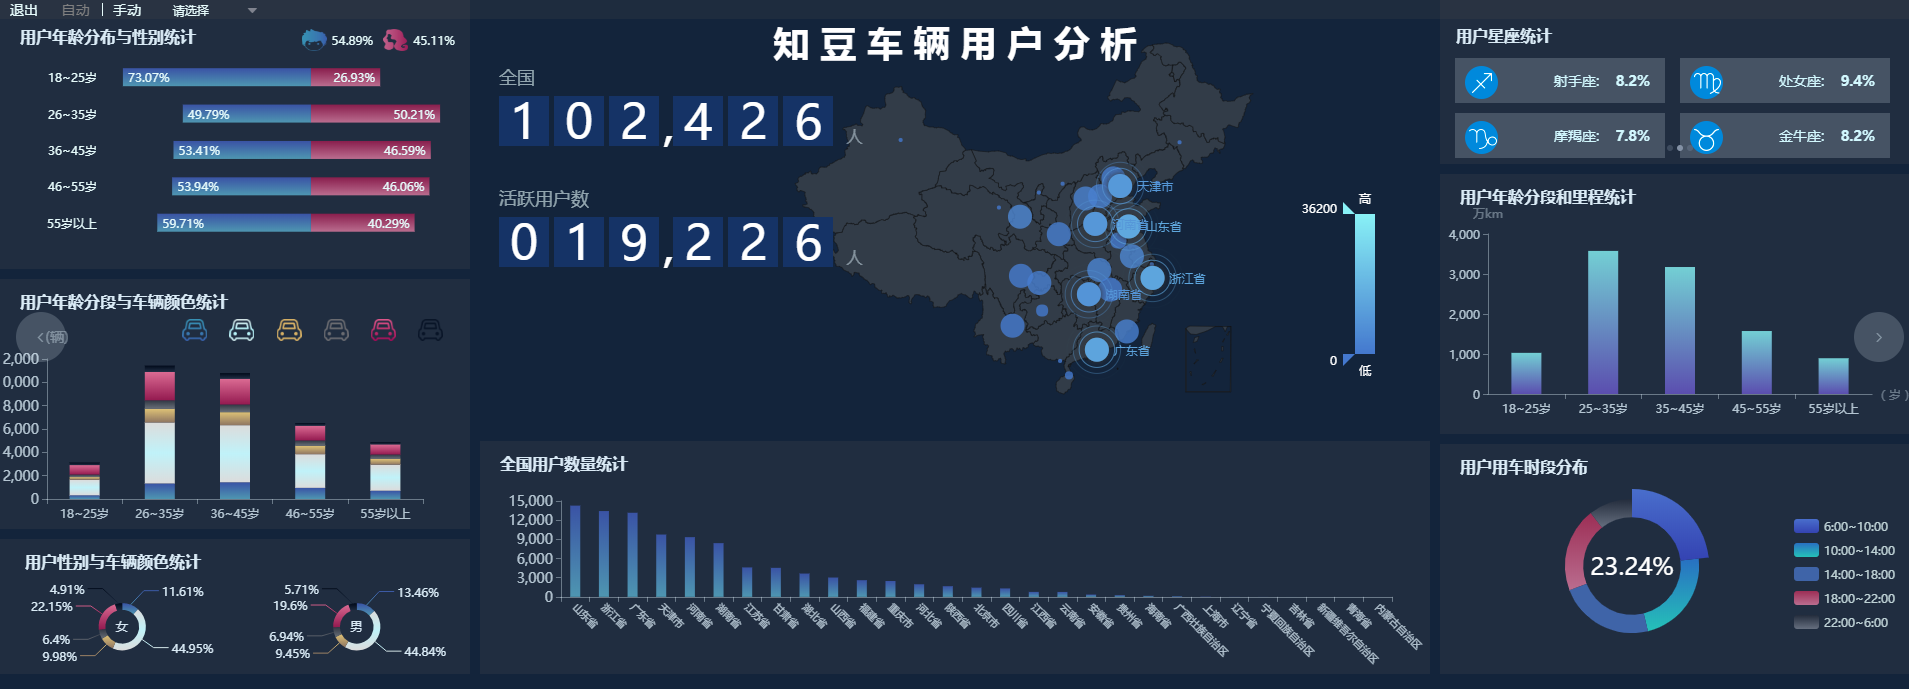 退出 自动 手动 请选择
知豆车辆用户分析
用户年龄分布与性别统计
54.89% 45.11%
18~25岁 73.07% 26.93%
26~35岁 49.79% 50.21%
36~45岁 53.41% 46.59%
46~55岁 53.94% 46.06%
55岁以上 59.71% 40.29%
用户年龄分段与车辆颜色统计
(辆)
2,000
0,000
8,000
6,000
4,000
2,000
0
18~25岁 26~35岁 36~45岁 46~55岁 55岁以上
用户性别与车辆颜色统计
4.91% 11.61%
22.15%
女
6.4%
9.98% 44.95%
5.71% 13.46%
19.6%
男
6.94%
9.45% 44.84%
全国
102,426 人
活跃用户数
019,226 人
天津市
山东省
浙江省
湖南省
广东省
高
36200
0
低
全国用户数量统计
15,000
12,000
9,000
6,000
3,000
0
山东省 浙江省 广东省 天津市 河南省 湖南省 江苏省 甘肃省 湖北省 山西省 福建省 重庆市 河北省 陕西省 北京市 四川省 江西省 云南省 安徽省 贵州省 海南省 广西壮族自治区 上海市 辽宁省 宁夏回族自治区 吉林省 新疆维吾尔自治区 青海省 内蒙古自治区
用户星座统计
射手座: 8.2% 处女座: 9.4%
摩羯座: 7.8% 金牛座: 8.2%
用户年龄分段和里程统计
万km
4,000
3,000
2,000
1,000
0
18~25岁 25~35岁 35~45岁 45~55岁 55岁以上
(岁)
用户用车时段分布
23.24%
6:00~10:00
10:00~14:00
14:00~18:00
18:00~22:00
22:00~6:00